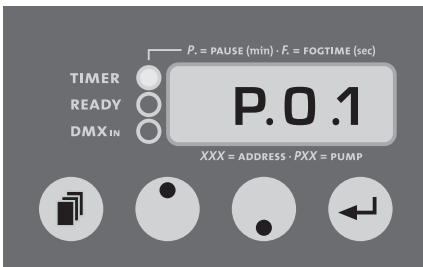 P. = PAUSE (min) · F. = FOGTIME (sec)
TIMER
READY
DMX IN
P.0.1
XXX = ADDRESS · PXX = PUMP